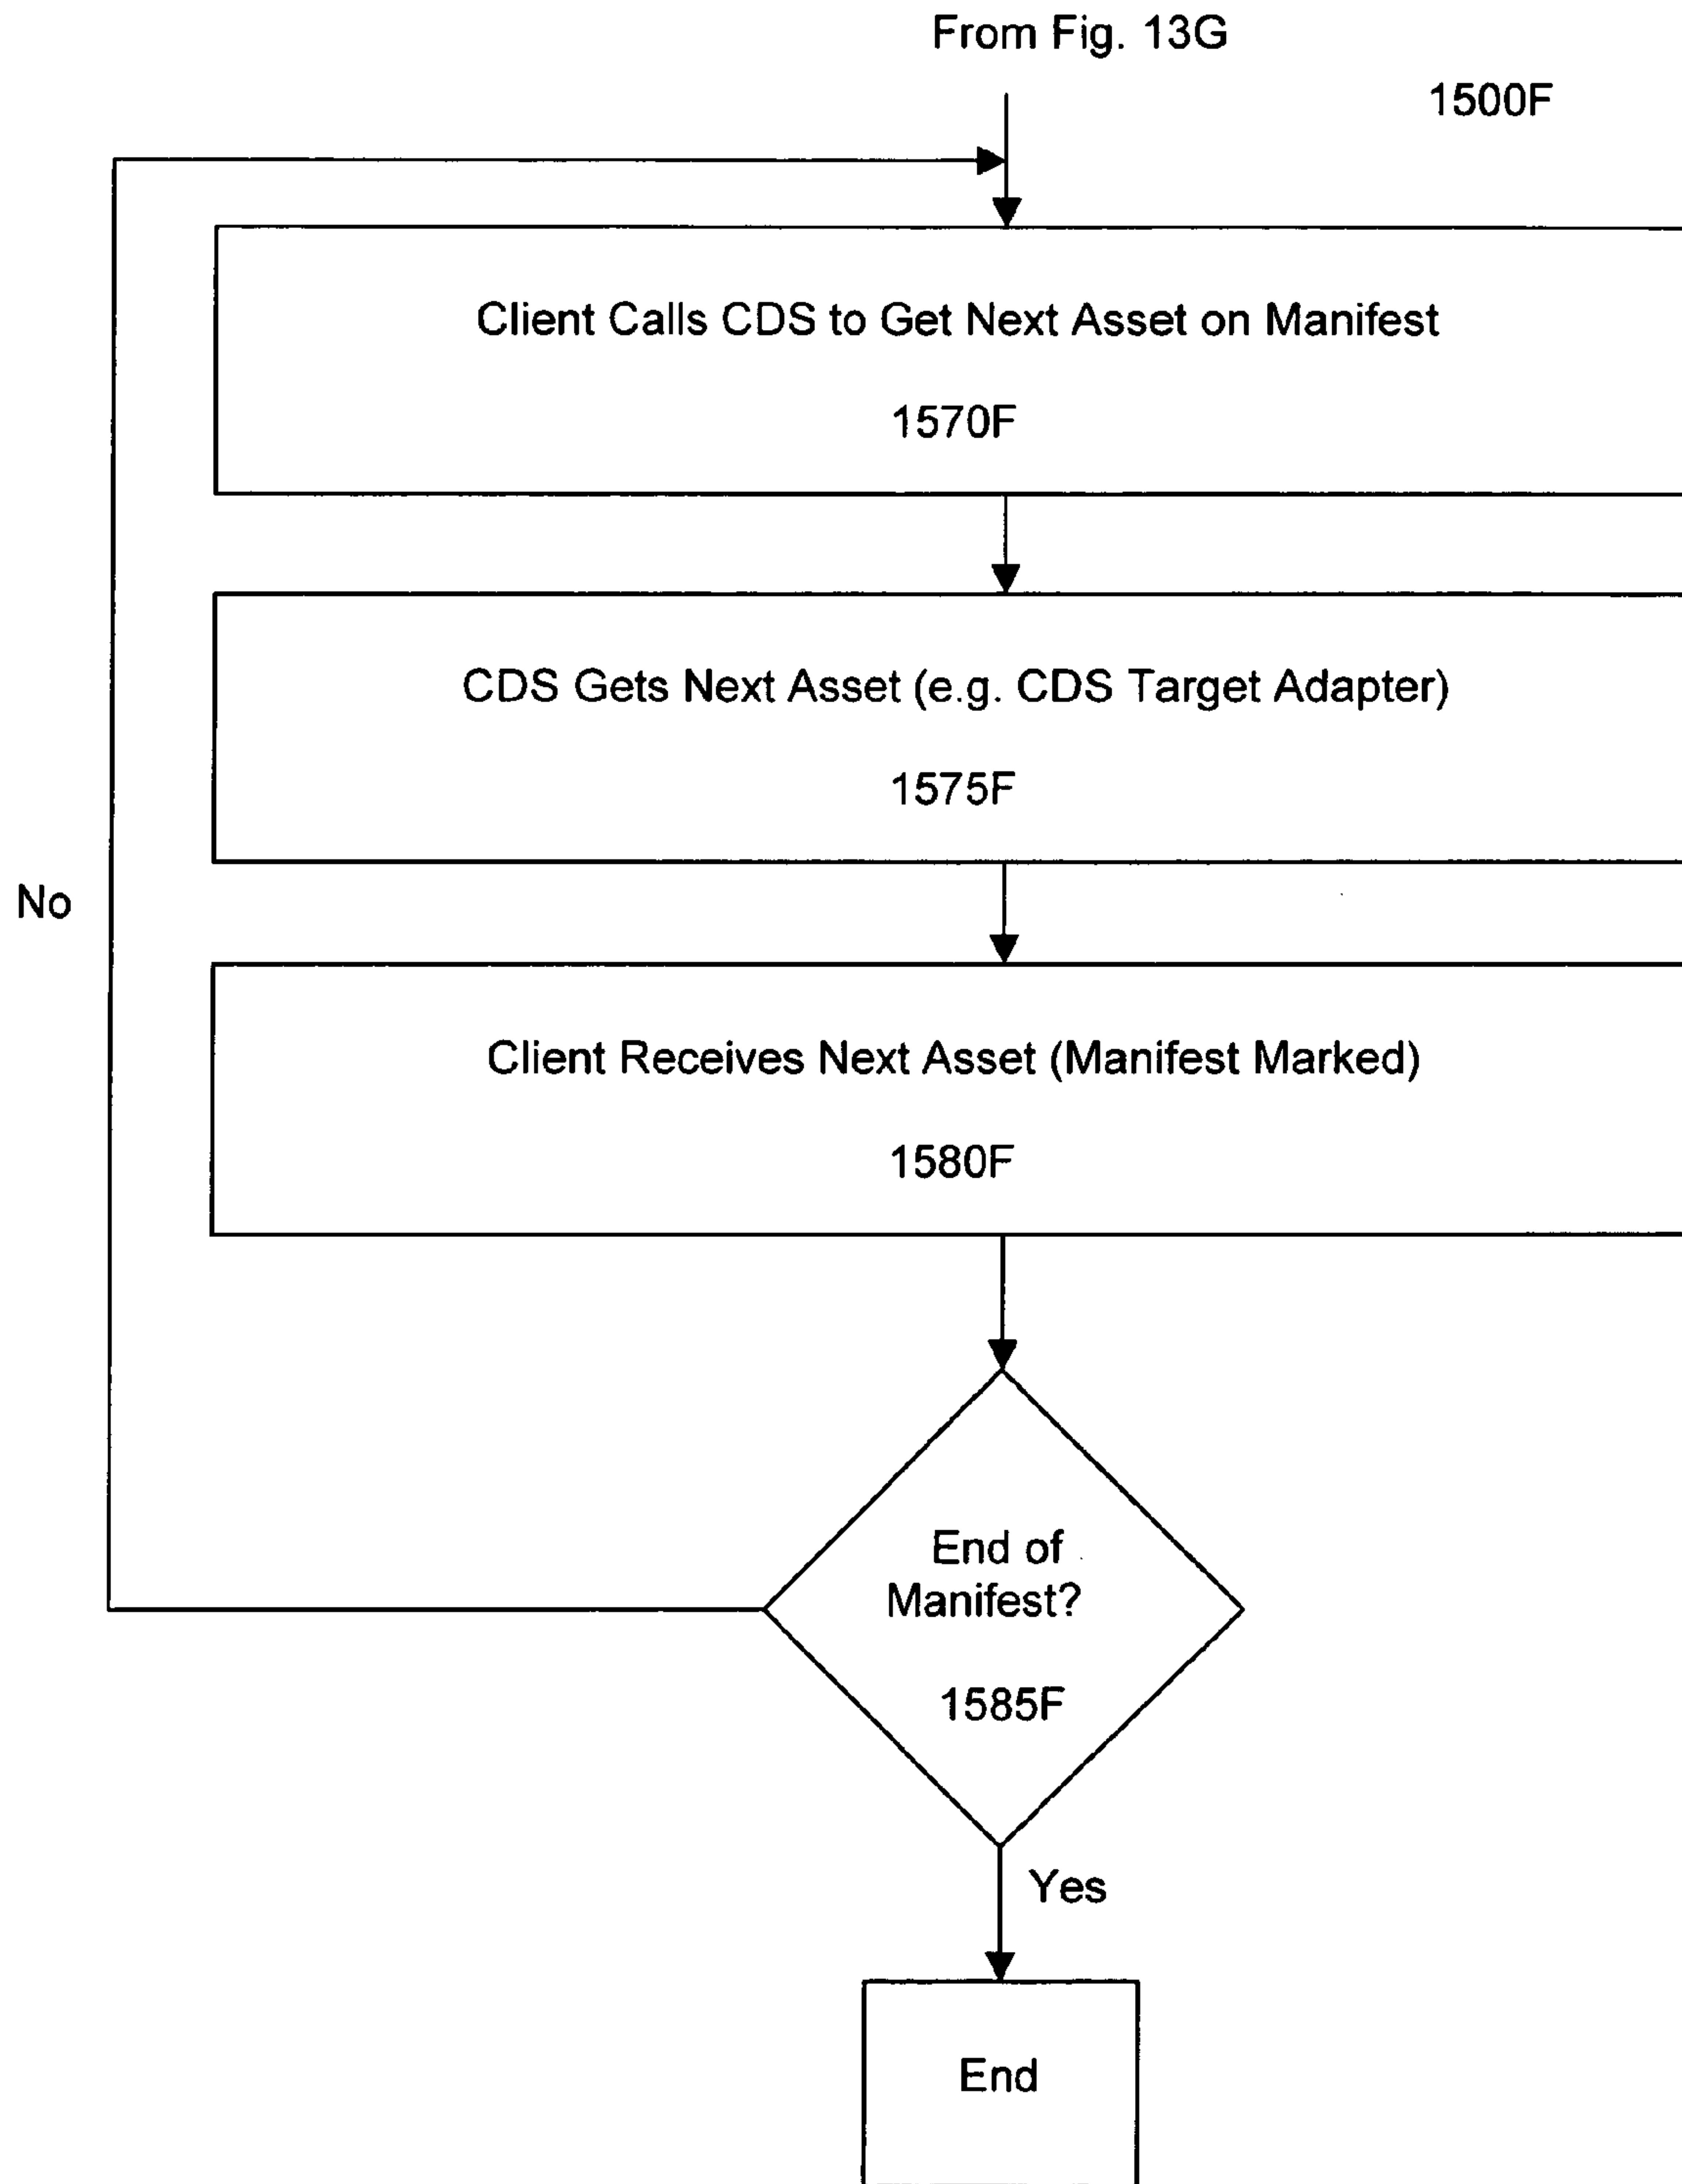 From Fig. 13G
1500F
Client Calls CDS to Get Next Asset on Manifest
1570F
CDS Gets Next Asset (e.g. CDS Target Adapter)
1575F
No
Client Receives Next Asset (Manifest Marked)
1580F
End of
Manifest?
1585F
Yes
End